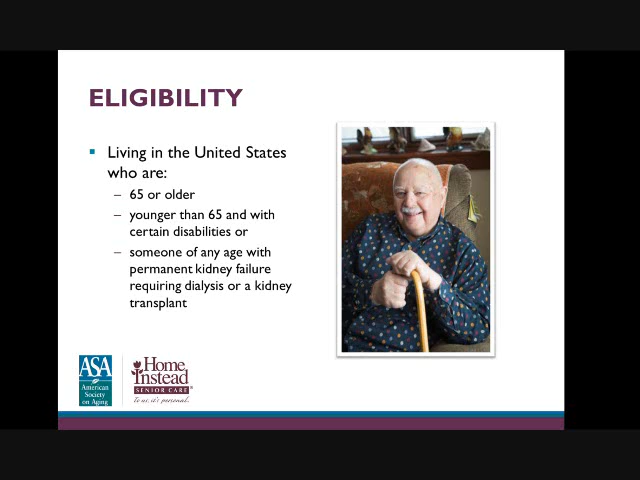 ELIGIBILITY
Living in the United States
who are:
– 65 or older
– younger than 65 and with
certain disabilities or
– someone of any age with
permanent kidney failure
requiring dialysis or a kidney
transplant
ASA
American
Society
on Aging
Home
Instead
SENIOR CARE
To us, it's personal.